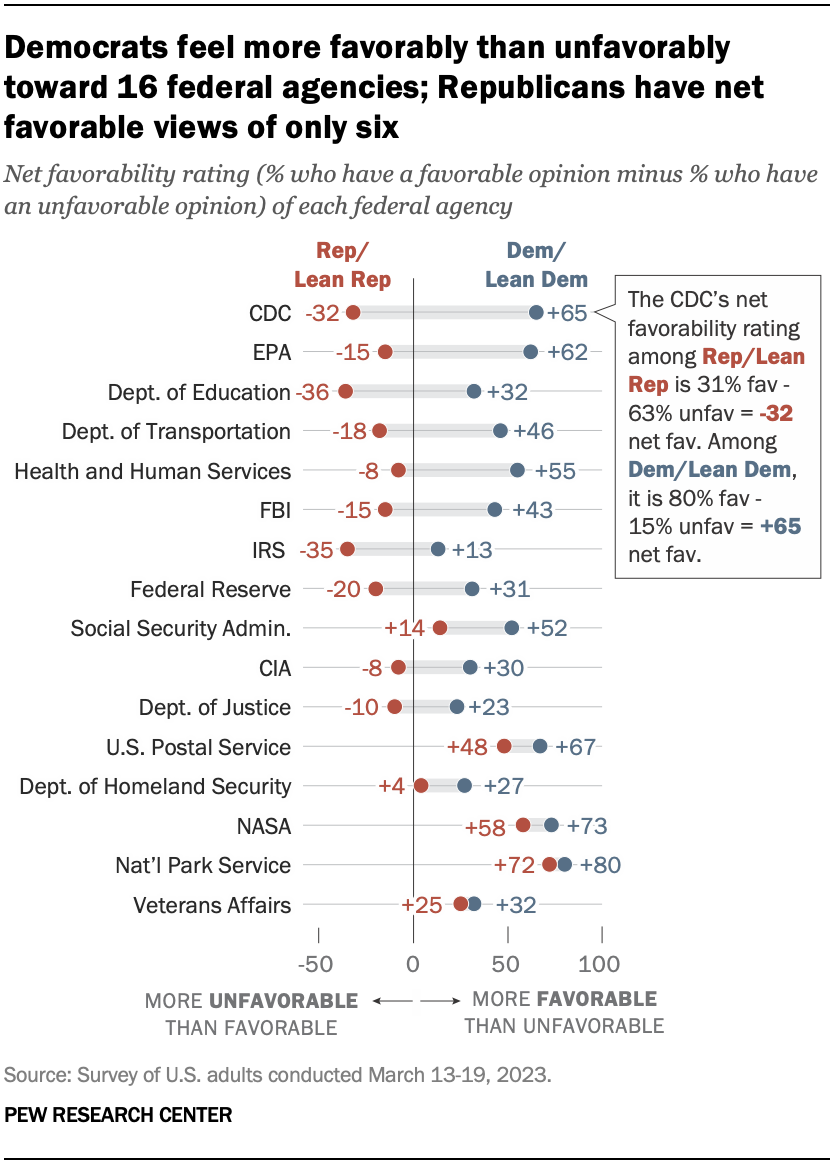 Democrats feel more favorably than unfavorably
toward 16 federal agencies; Republicans have net
favorable views of only six
Net favorability rating (% who have a favorable opinion minus % who have
an unfavorable opinion) of each federal agency
Rep/
Lean Rep
Dem/
Lean Dem
CDC -32 +65
EPA -15 +62
Dept. of Education -36 +32
Dept. of Transportation -18 +46
Health and Human Services -8 +55
FBI -15 +43
IRS -35 +13
Federal Reserve -20 +31
Social Security Admin. +14 +52
CIA -8 +30
Dept. of Justice -10 +23
U.S. Postal Service +48 +67
Dept. of Homeland Security +4 +27
NASA +58 +73
Nat'l Park Service +72 +80
Veterans Affairs +25 +32
The CDC's net
favorability rating
among Rep/Lean
Rep is 31% fav -
63% unfav = -32
net fav. Among
Dem/Lean Dem,
it is 80% fav -
15% unfav = +65
net fav.
-50 0 50 100
MORE UNFAVORABLE
THAN FAVORABLE
MORE FAVORABLE
THAN UNFAVORABLE
Source: Survey of U.S. adults conducted March 13-19, 2023.
PEW RESEARCH CENTER